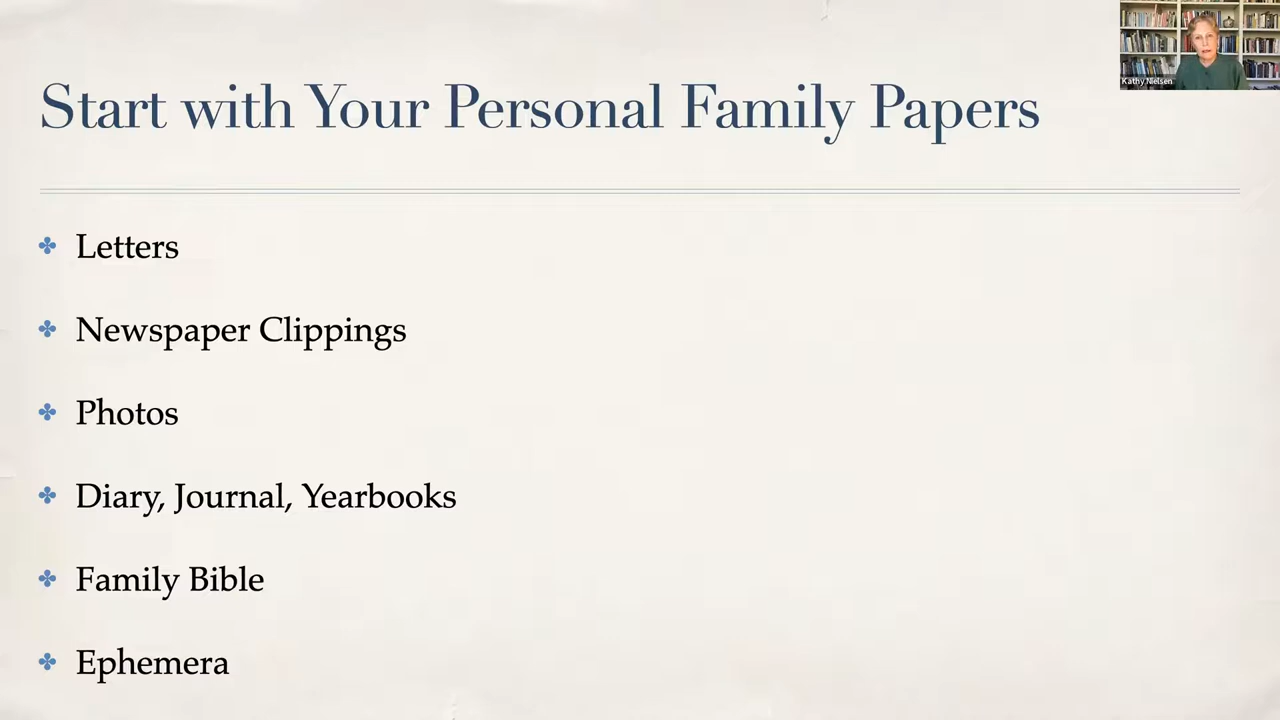 Start with Your Personal Family Papers
Kathy Nielsen
Letters
Newspaper Clippings
Photos
Diary, Journal, Yearbooks
Family Bible
Ephemera